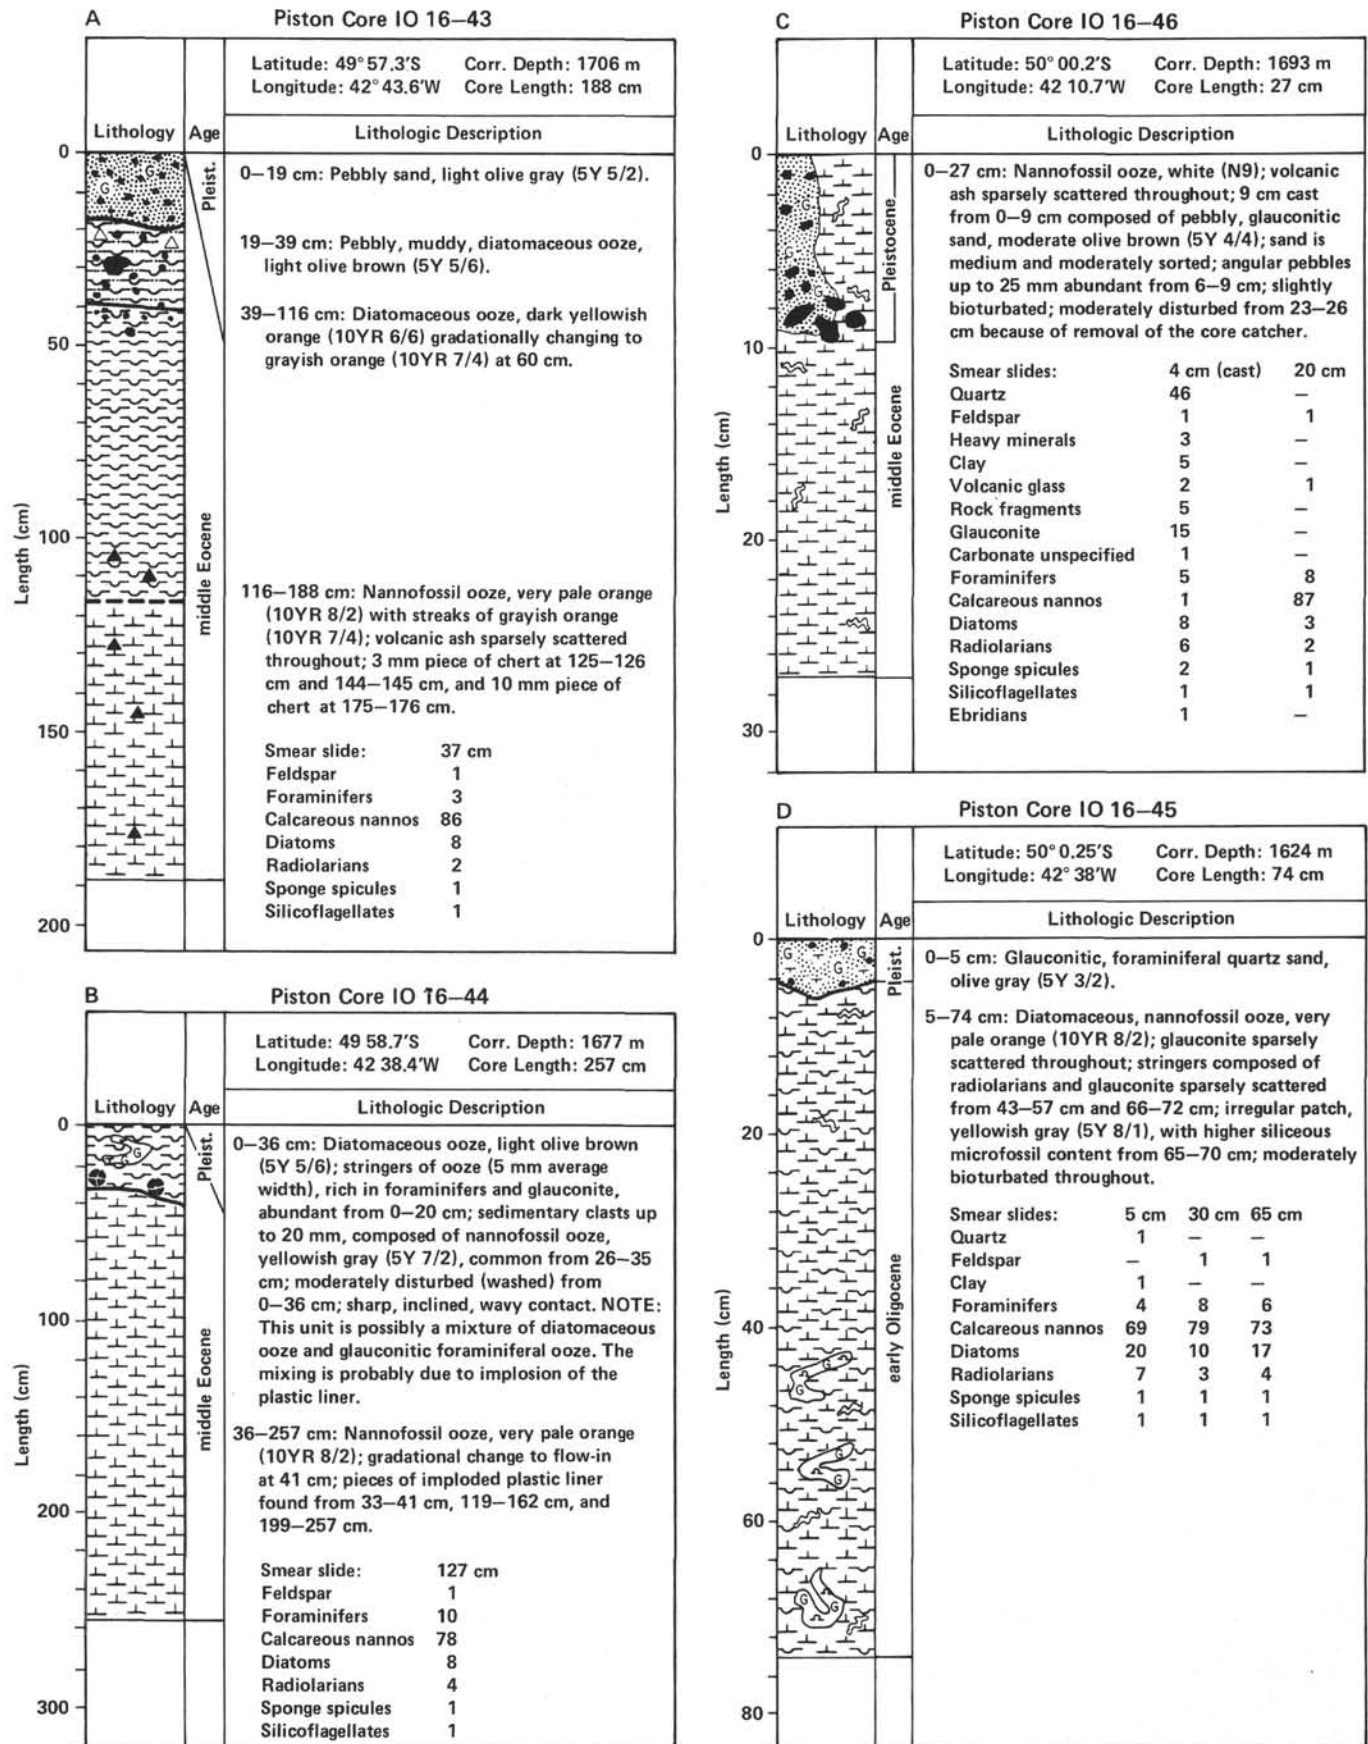 A
Piston Core IO 16–43
Latitude: 49° 57.3′S Corr. Depth: 1706 m
Longitude: 42° 43.6′W Core Length: 188 cm
Lithology Age Lithologic Description
0
50
100
150
200
Length (cm)
G
G
G
Pleist.
middle Eocene
0–19 cm: Pebbly sand, light olive gray (5Y 5/2).
19–39 cm: Pebbly, muddy, diatomaceous ooze,
light olive brown (5Y 5/6).
39–116 cm: Diatomaceous ooze, dark yellowish
orange (10YR 6/6) gradationally changing to
grayish orange (10YR 7/4) at 60 cm.
116–188 cm: Nannofossil ooze, very pale orange
(10YR 8/2) with streaks of grayish orange
(10YR 7/4); volcanic ash sparsely scattered
throughout; 3 mm piece of chert at 125–126
cm and 144–145 cm, and 10 mm piece of
chert at 175–176 cm.
Smear slide: 37 cm
Feldspar 1
Foraminifers 3
Calcareous nannos 86
Diatoms 8
Radiolarians 2
Sponge spicules 1
Silicoflagellates 1
B
Piston Core IO 16–44
Latitude: 49 58.7′S Corr. Depth: 1677 m
Longitude: 42 38.4′W Core Length: 257 cm
Lithology Age Lithologic Description
0
100
200
300
Length (cm)
G
G
Pleist.
middle Eocene
0–36 cm: Diatomaceous ooze, light olive brown
(5Y 5/6); stringers of ooze (5 mm average
width), rich in foraminifers and glauconite,
abundant from 0–20 cm; sedimentary clasts up
to 20 mm, composed of nannofossil ooze,
yellowish gray (5Y 7/2), common from 26–35
cm; moderately disturbed (washed) from
0–36 cm; sharp, inclined, wavy contact. NOTE:
This unit is possibly a mixture of diatomaceous
ooze and glauconitic foraminiferal ooze. The
mixing is probably due to implosion of the
plastic liner.
36–257 cm: Nannofossil ooze, very pale orange
(10YR 8/2); gradational change to flow-in
at 41 cm; pieces of imploded plastic liner
found from 33–41 cm, 119–162 cm, and
199–257 cm.
Smear slide: 127 cm
Feldspar 1
Foraminifers 10
Calcareous nannos 78
Diatoms 8
Radiolarians 4
Sponge spicules 1
Silicoflagellates 1
C
Piston Core IO 16–46
Latitude: 50° 00.2′S Corr. Depth: 1693 m
Longitude: 42 10.7′W Core Length: 27 cm
Lithology Age Lithologic Description
0
10
20
30
Length (cm)
G
G
G
Pleistocene
middle Eocene
0–27 cm: Nannofossil ooze, white (N9); volcanic
ash sparsely scattered throughout; 9 cm cast
from 0–9 cm composed of pebbly, glauconitic
sand, moderate olive brown (5Y 4/4); sand is
medium and moderately sorted; angular pebbles
up to 25 mm abundant from 6–9 cm; slightly
bioturbated; moderately disturbed from 23–26
cm because of removal of the core catcher.
Smear slides: 4 cm (cast) 20 cm
Quartz 46 –
Feldspar 1 1
Heavy minerals 3 –
Clay 5 –
Volcanic glass 2 1
Rock fragments 5 –
Glauconite 15 –
Carbonate unspecified 1 –
Foraminifers 5 8
Calcareous nannos 1 87
Diatoms 8 3
Radiolarians 6 2
Sponge spicules 2 1
Silicoflagellates 1 1
Ebridians 1 –
D
Piston Core IO 16–45
Latitude: 50° 0.25′S Corr. Depth: 1624 m
Longitude: 42° 38′W Core Length: 74 cm
Lithology Age Lithologic Description
0
20
40
60
80
Length (cm)
G
G
G
G
G
G
G
G
G
Pleist.
early Oligocene
0–5 cm: Glauconitic, foraminiferal quartz sand,
olive gray (5Y 3/2).
5–74 cm: Diatomaceous, nannofossil ooze, very
pale orange (10YR 8/2); glauconite sparsely
scattered throughout; stringers composed of
radiolarians and glauconite sparsely scattered
from 43–57 cm and 66–72 cm; irregular patch,
yellowish gray (5Y 8/1), with higher siliceous
microfossil content from 65–70 cm; moderately
bioturbated throughout.
Smear slides: 5 cm 30 cm 65 cm
Quartz 1 – –
Feldspar – 1 1
Clay 1 – –
Foraminifers 4 8 6
Calcareous nannos 69 79 73
Diatoms 20 10 17
Radiolarians 7 3 4
Sponge spicules 1 1 1
Silicoflagellates 1 1 1